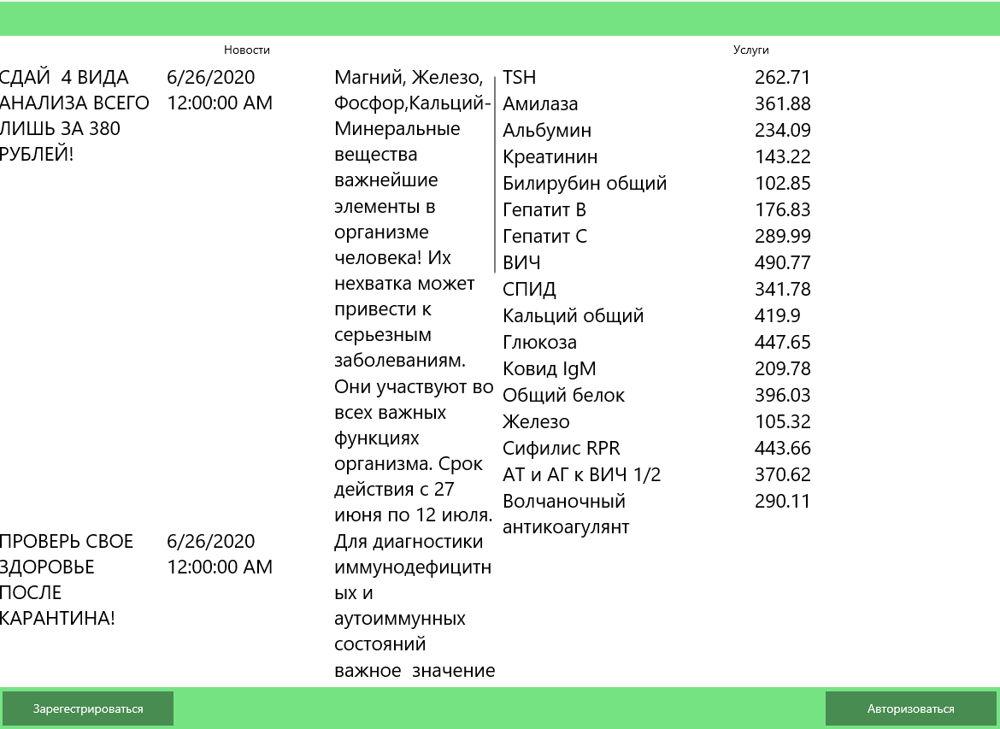 Новости
Услуги
СДАЙ  4 ВИДА
АНАЛИЗА ВСЕГО
ЛИШЬ ЗА 380
РУБЛЕЙ!
6/26/2020
12:00:00 AM
Магний, Железо,
Фосфор,Кальций-
Минеральные
вещества
важнейшие
элементы в
организме
человека! Их
нехватка может
привести к
серьезным
заболеваниям.
Они участвуют во
всех важных
функциях
организма. Срок
действия с 27
июня по 12 июля.
ПРОВЕРЬ СВОЕ
ЗДОРОВЬЕ
ПОСЛЕ
КАРАНТИНА!
6/26/2020
12:00:00 AM
Для диагностики
иммунодефицитн
ых и
аутоиммунных
состояний
важное  значение
TSH 262.71
Амилаза 361.88
Альбумин 234.09
Креатинин 143.22
Билирубин общий 102.85
Гепатит B 176.83
Гепатит С 289.99
ВИЧ 490.77
СПИД 341.78
Кальций общий 419.9
Глюкоза 447.65
Ковид IgM 209.78
Общий белок 396.03
Железо 105.32
Сифилис RPR 443.66
АТ и АГ к ВИЧ 1/2 370.62
Волчаночный 290.11
антикоагулянт
Зарегестрироваться
Авторизоваться